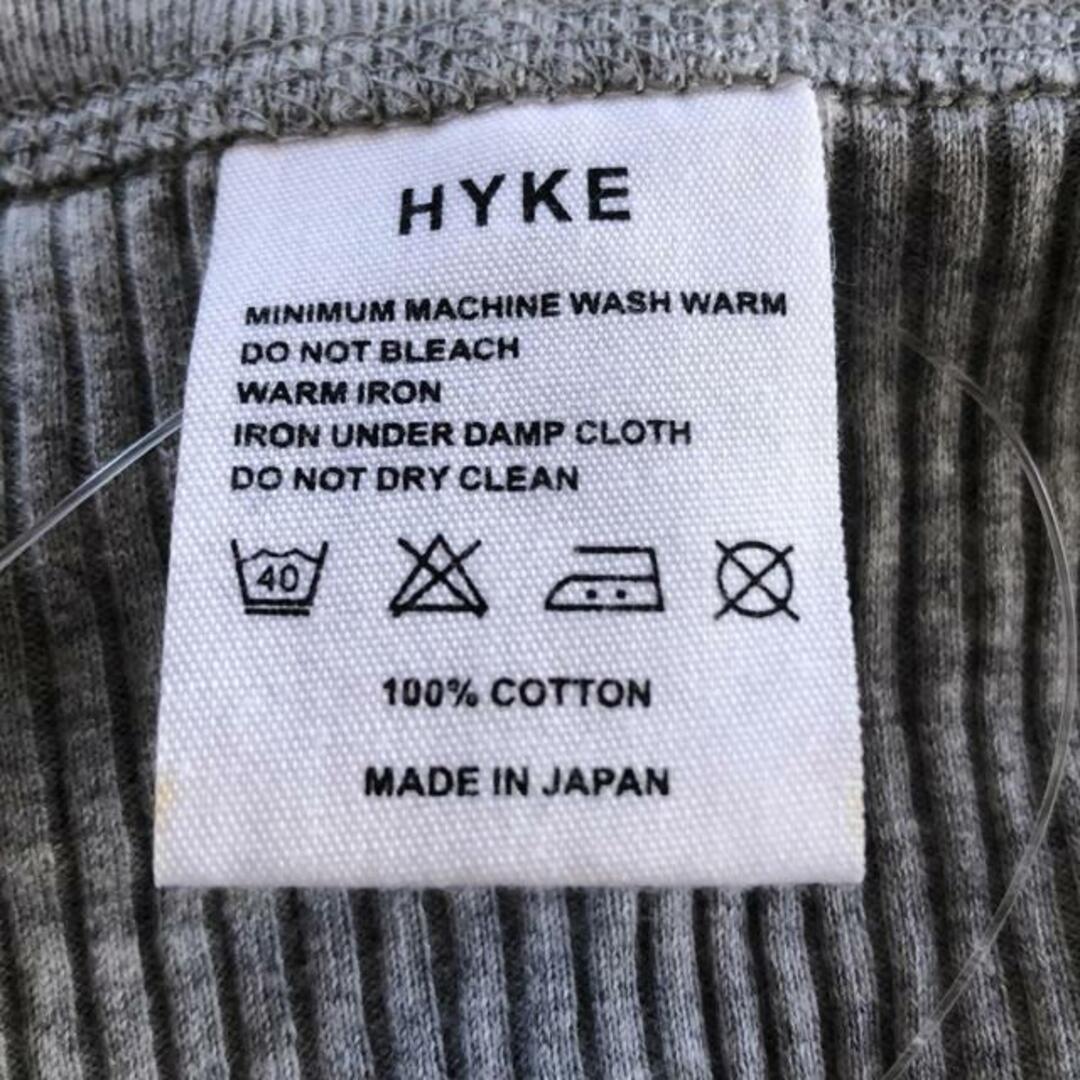 HYKE
MINIMUM MACHINE WASH WARM
DO NOT BLEACH
WARM IRON
IRON UNDER DAMP CLOTH
DO NOT DRY CLEAN
40
100% COTTON
MADE IN JAPAN